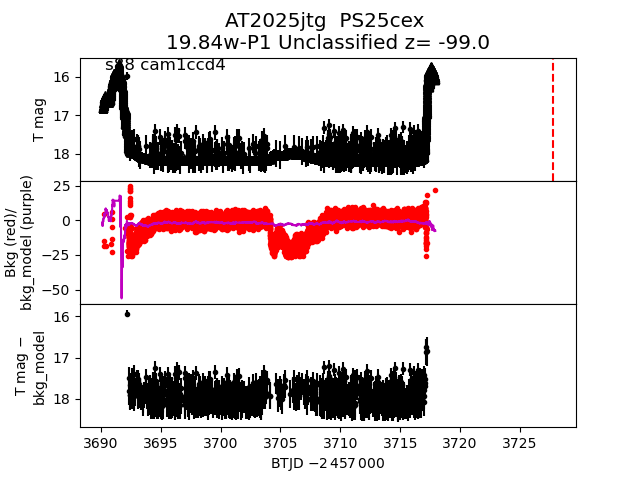 AT2025jtg  PS25cex
19.84w-P1 Unclassified z= -99.0
s88 cam1ccd4
T mag
16
17
18
Bkg (red)/
bkg_model (purple)
25
0
−25
−50
T mag −
bkg_model
16
17
18
3690
3695
3700
3705
3710
3715
3720
3725
BTJD −2 457 000